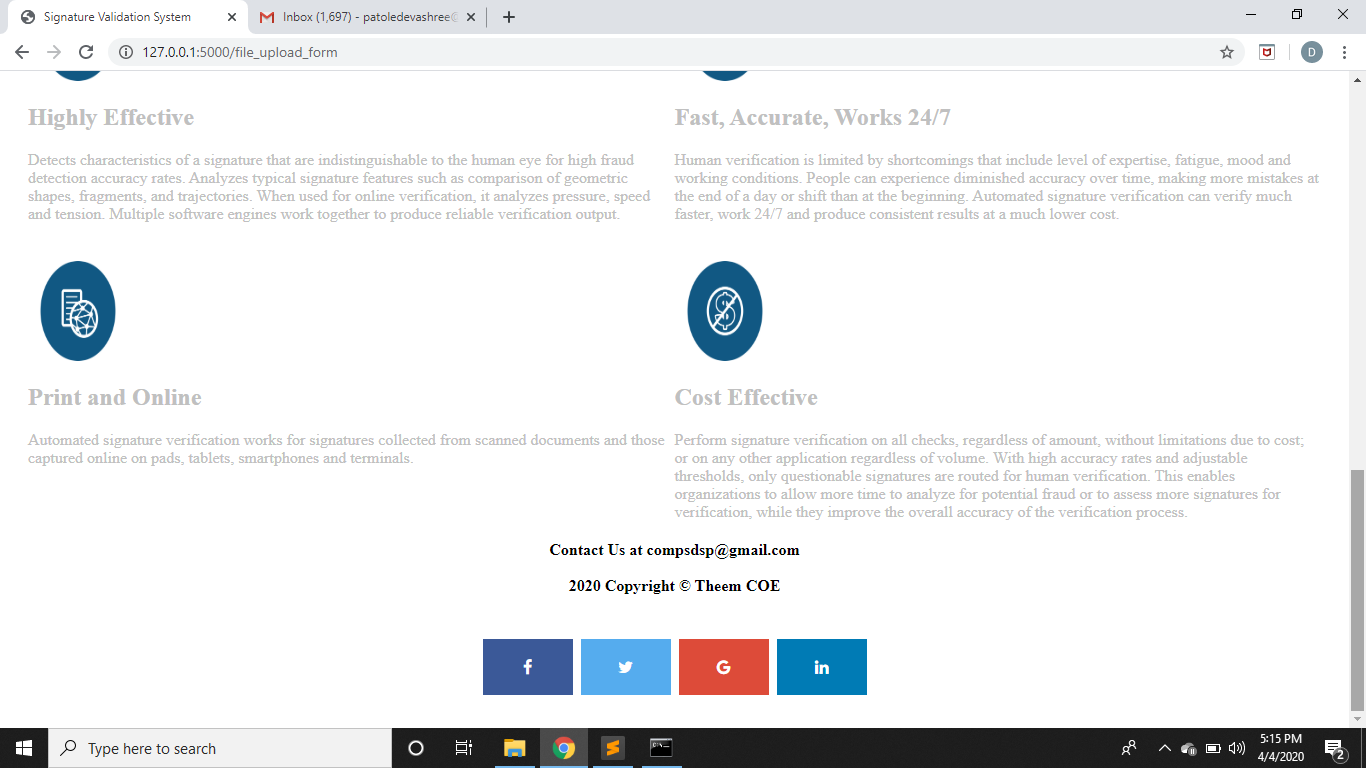 Signature Validation System
Inbox (1,697) - patoledevashree@
127.0.0.1:5000/file_upload_form
D
Highly Effective
Detects characteristics of a signature that are indistinguishable to the human eye for high fraud
detection accuracy rates. Analyzes typical signature features such as comparison of geometric
shapes, fragments, and trajectories. When used for online verification, it analyzes pressure, speed
and tension. Multiple software engines work together to produce reliable verification output.
Fast, Accurate, Works 24/7
Human verification is limited by shortcomings that include level of expertise, fatigue, mood and
working conditions. People can experience diminished accuracy over time, making more mistakes at
the end of a day or shift than at the beginning. Automated signature verification can verify much
faster, work 24/7 and produce consistent results at a much lower cost.
Print and Online
Automated signature verification works for signatures collected from scanned documents and those
captured online on pads, tablets, smartphones and terminals.
Cost Effective
Perform signature verification on all checks, regardless of amount, without limitations due to cost;
or on any other application regardless of volume. With high accuracy rates and adjustable
thresholds, only questionable signatures are routed for human verification. This enables
organizations to allow more time to analyze for potential fraud or to assess more signatures for
verification, while they improve the overall accuracy of the verification process.
Contact Us at compsdsp@gmail.com
2020 Copyright © Theem COE
Type here to search
5:15 PM
4/4/2020
2